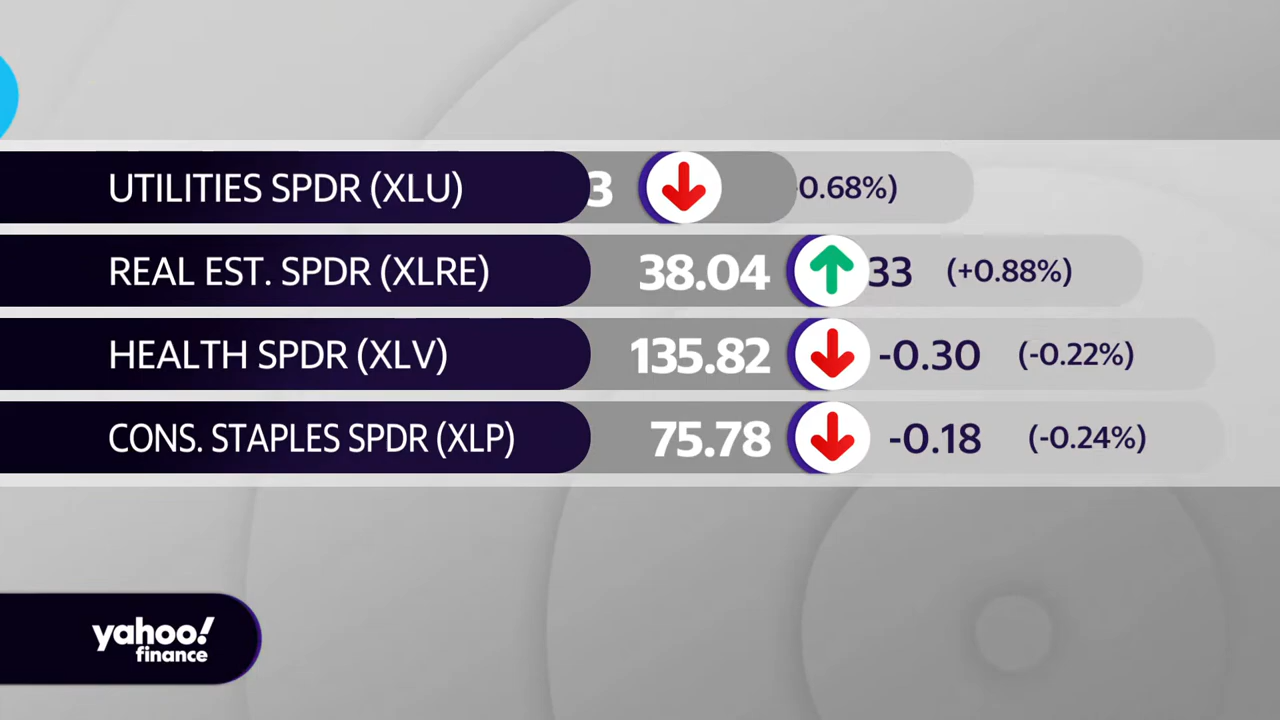 UTILITIES SPDR (XLU) 3 0.68%)
REAL EST. SPDR (XLRE) 38.04 33 (+0.88%)
HEALTH SPDR (XLV) 135.82 -0.30 (-0.22%)
CONS. STAPLES SPDR (XLP) 75.78 -0.18 (-0.24%)
yahoo!
finance